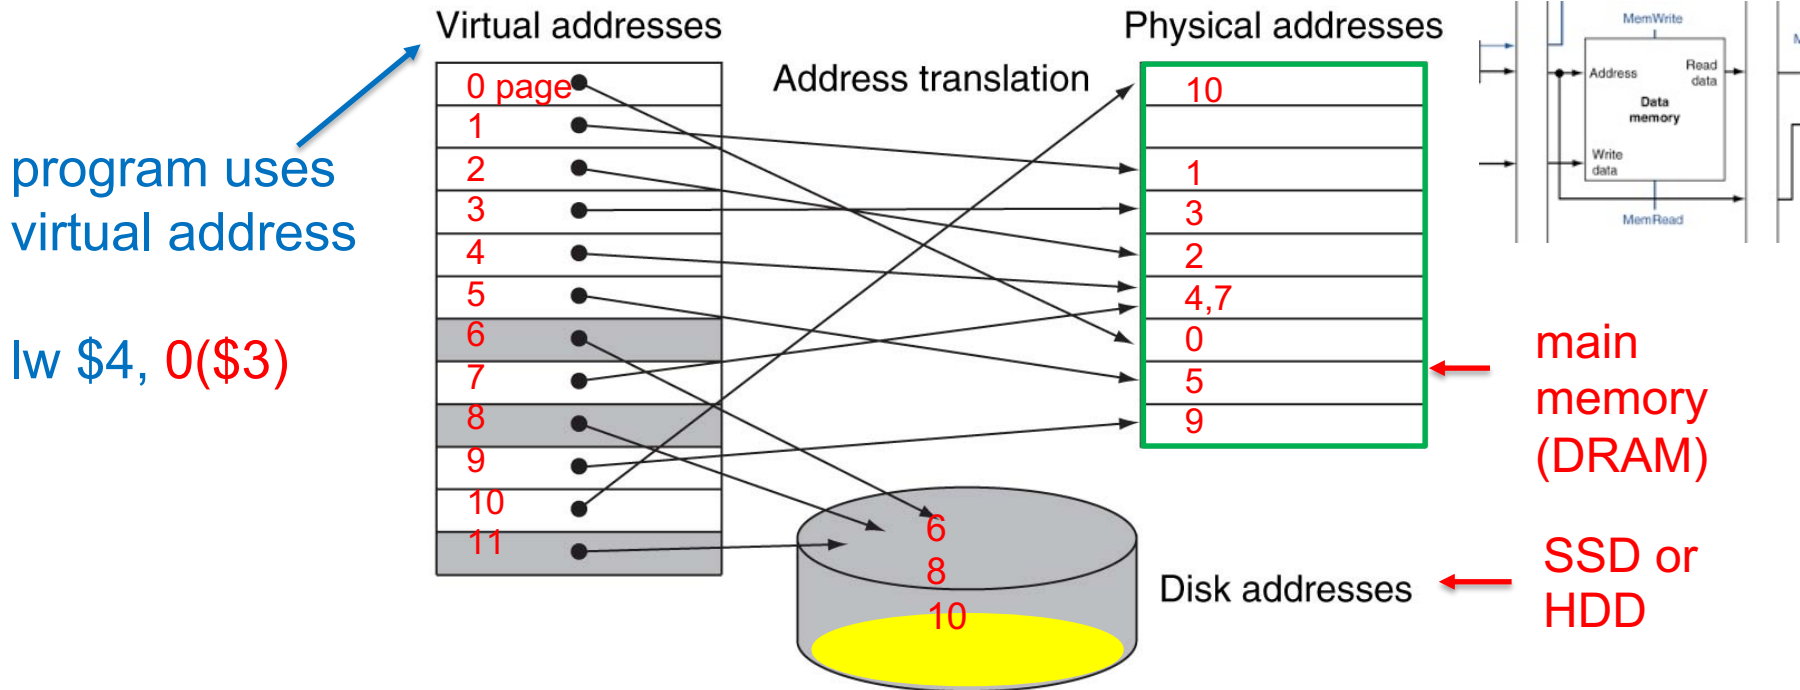 Virtual addresses
Physical addresses
Address translation
program uses
virtual address
lw $4, 0($3)
0 page
1
2
3
4
5
6
7
8
9
10
11
10
1
3
2
4,7
0
5
9
main
memory
(DRAM)
6
8
10
Disk addresses
SSD or
HDD
MemWrite
Address
Read
data
Data
memory
Write
data
MemRead
M